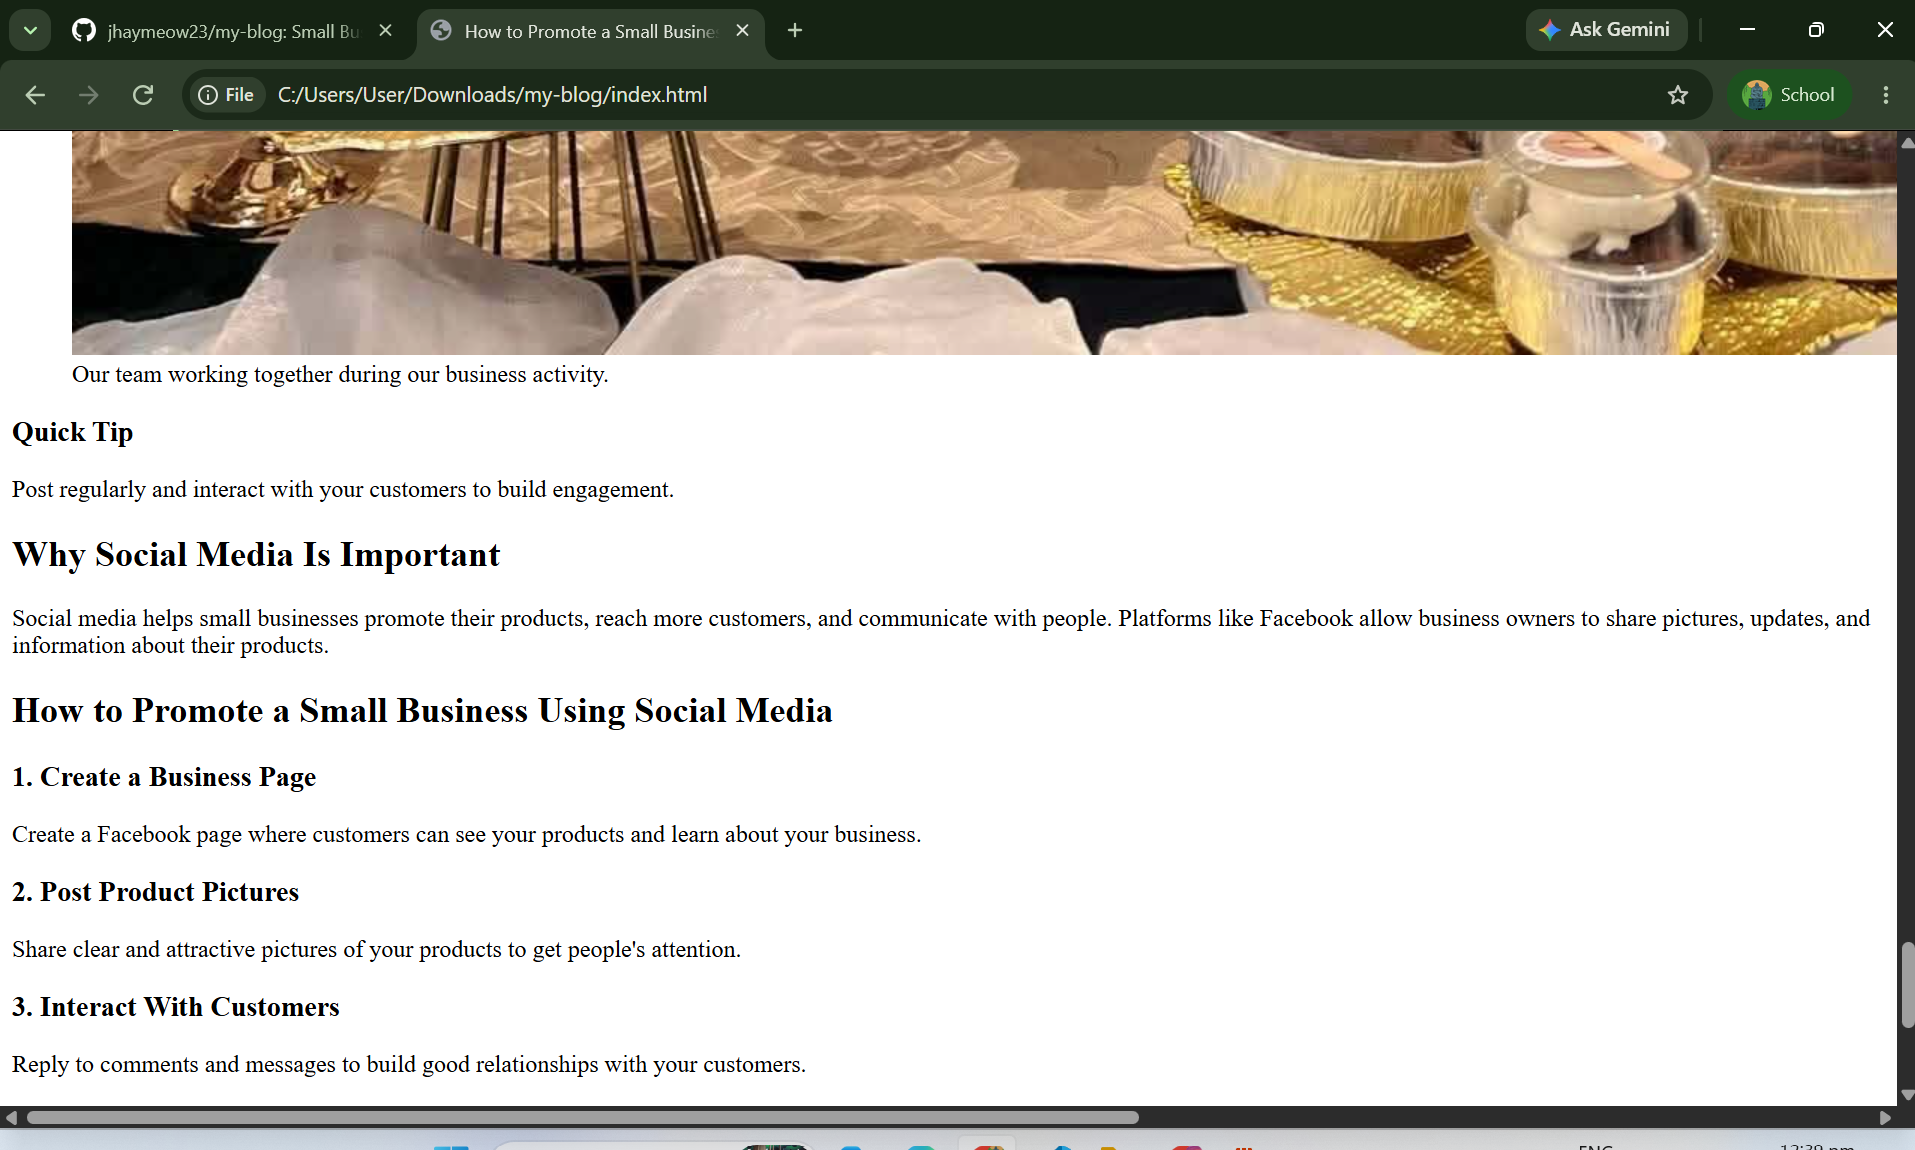 jhaymeow23/my-blog: Small Bu
How to Promote a Small Busine
Ask Gemini
File
C:/Users/User/Downloads/my-blog/index.html
School
Our team working together during our business activity.
Quick Tip
Post regularly and interact with your customers to build engagement.
Why Social Media Is Important
Social media helps small businesses promote their products, reach more customers, and communicate with people. Platforms like Facebook allow business owners to share pictures, updates, and
information about their products.
How to Promote a Small Business Using Social Media
1. Create a Business Page
Create a Facebook page where customers can see your products and learn about your business.
2. Post Product Pictures
Share clear and attractive pictures of your products to get people's attention.
3. Interact With Customers
Reply to comments and messages to build good relationships with your customers.